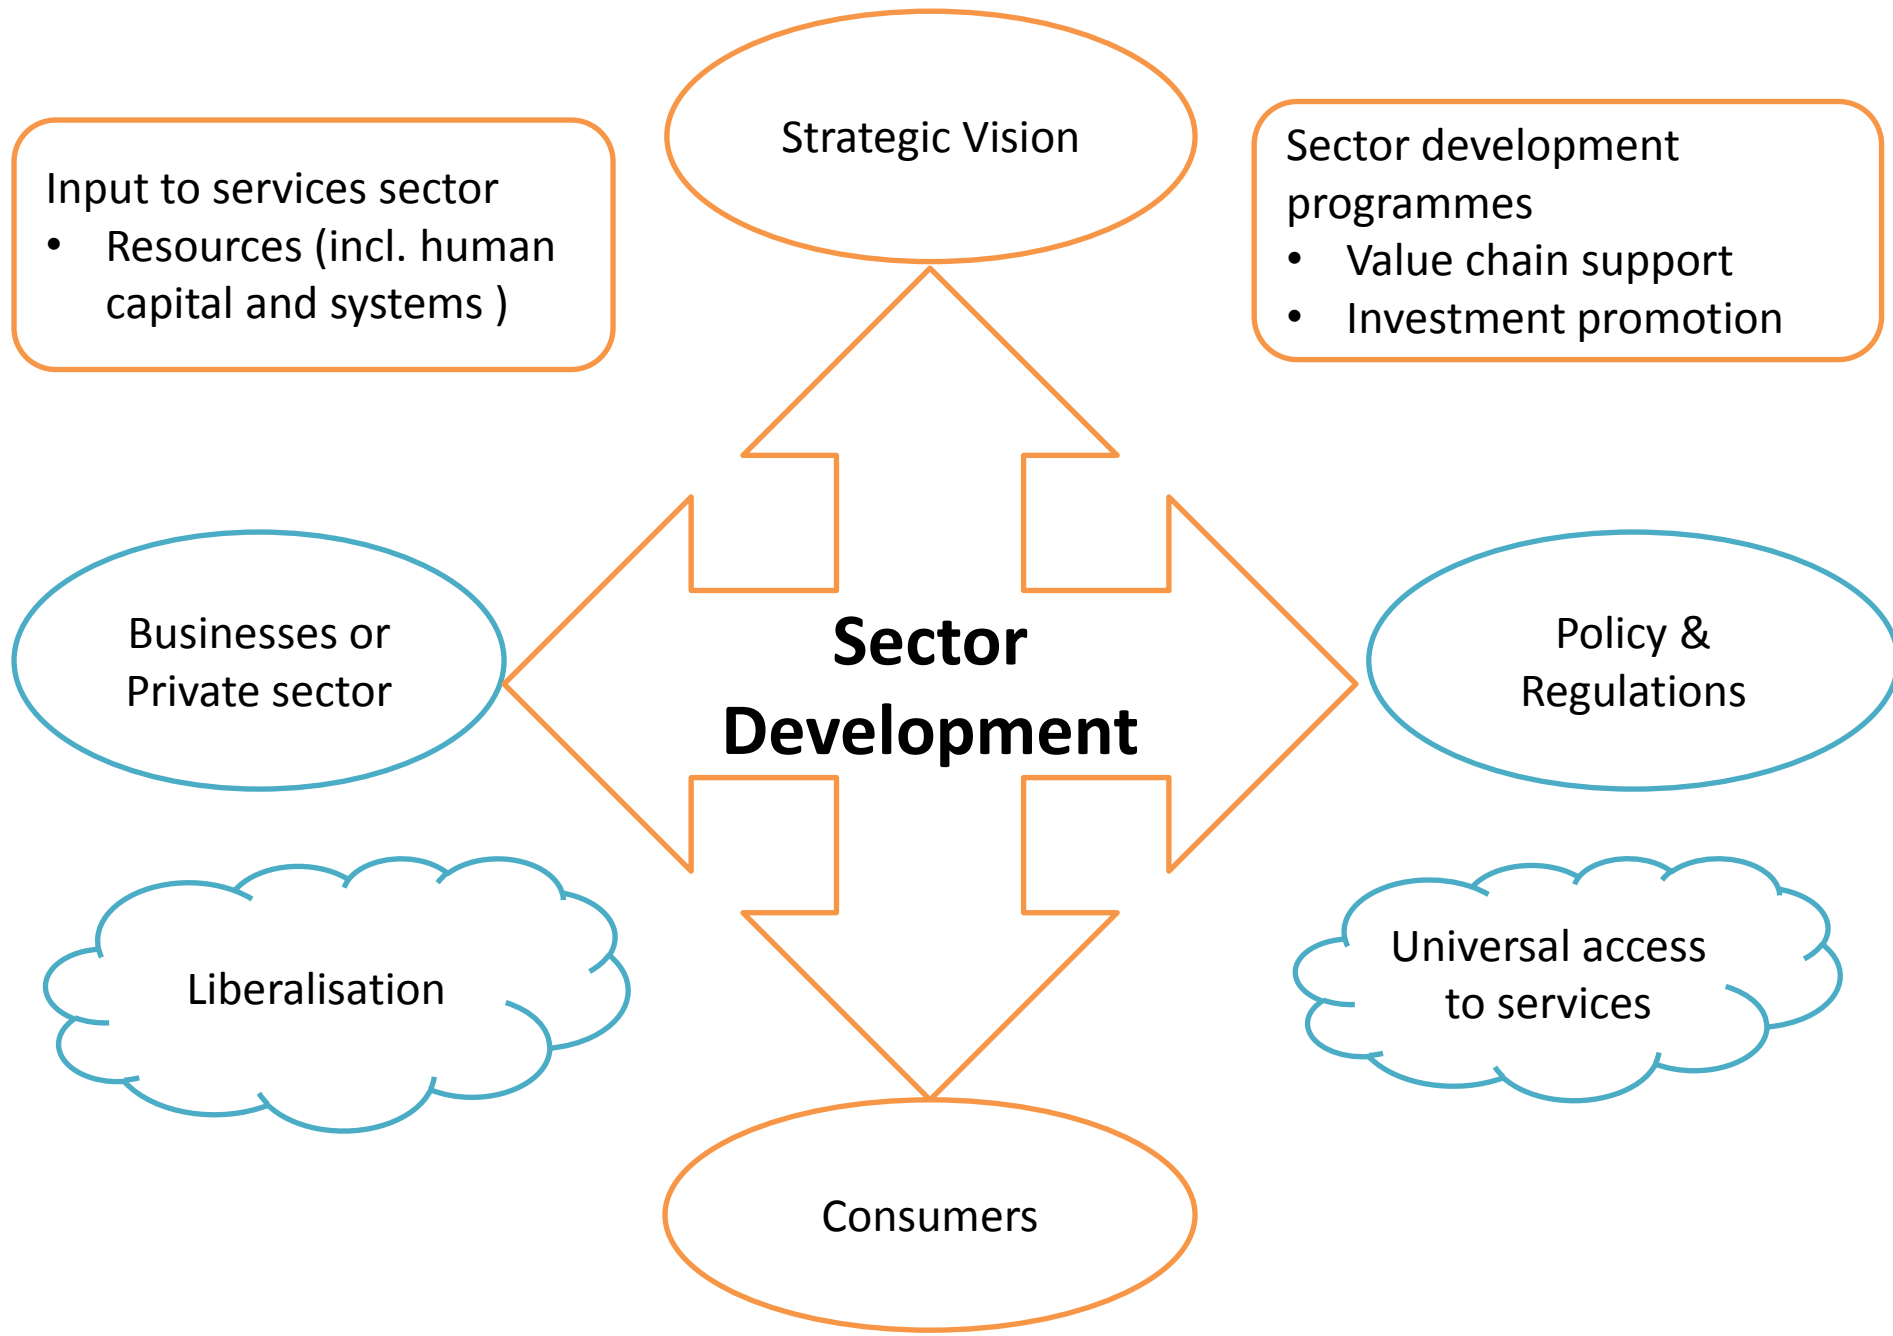 Strategic Vision
Input to services sector
• Resources (incl. human
capital and systems )
Sector development
programmes
• Value chain support
• Investment promotion
Businesses or
Private sector
Sector
Development
Policy &
Regulations
Liberalisation
Universal access
to services
Consumers